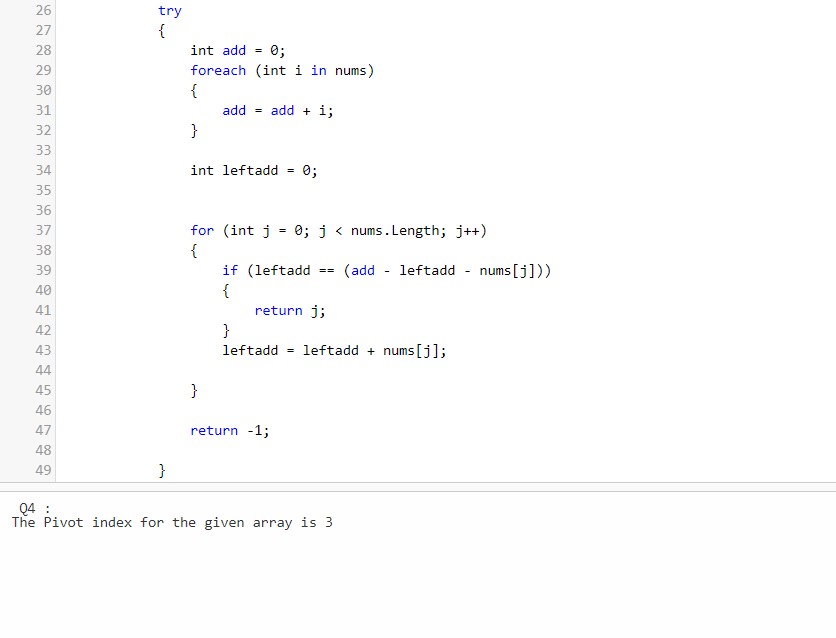 26 try
27 {
28 int add = 0;
29 foreach (int i in nums)
30 {
31 add = add + i;
32 }
33
34 int leftadd = 0;
35
36
37 for (int j = 0; j < nums.Length; j++)
38 {
39 if (leftadd == (add - leftadd - nums[j]))
40 {
41 return j;
42 }
43 leftadd = leftadd + nums[j];
44
45 }
46
47 return -1;
48
49 }
Q4 :
The Pivot index for the given array is 3